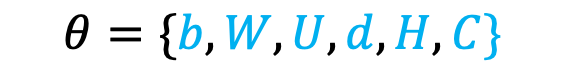 θ = {b, W, U, d, H, C}